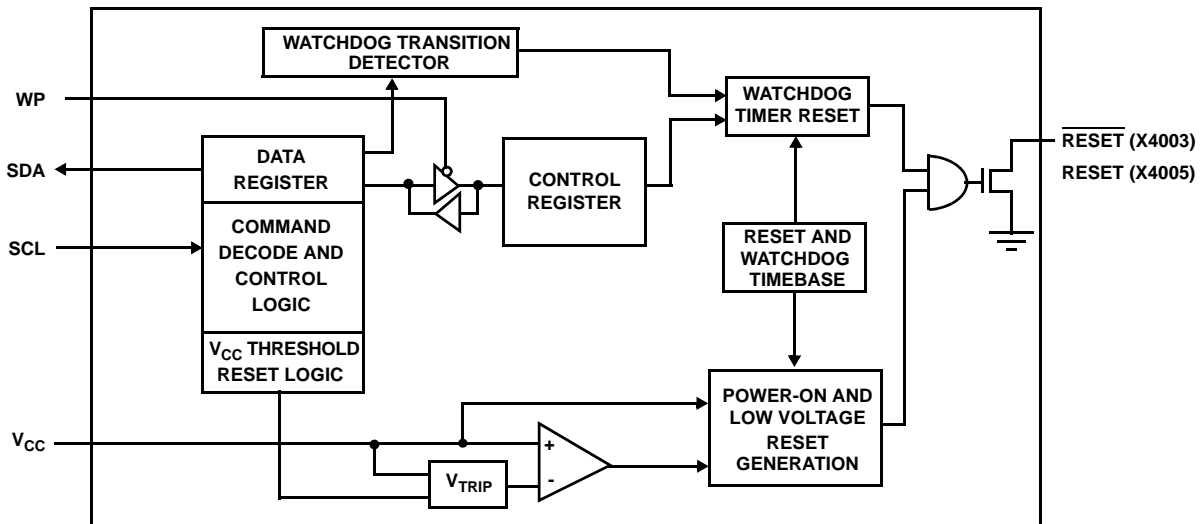 WATCHDOG TRANSITION
DETECTOR
WP
WATCHDOG
TIMER RESET
RESET (X4003)
RESET (X4005)
SDA
DATA
REGISTER
CONTROL
REGISTER
SCL
COMMAND
DECODE AND
CONTROL
LOGIC
RESET AND
WATCHDOG
TIMEBASE
VCC THRESHOLD
RESET LOGIC
POWER-ON AND
LOW VOLTAGE
RESET
GENERATION
VCC
+
-
VTRIP